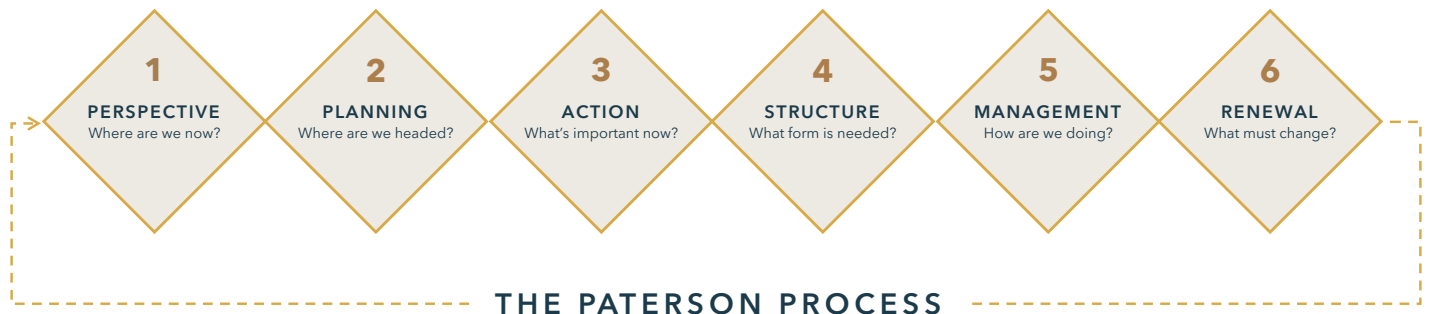 1
PERSPECTIVE
Where are we now?
2
PLANNING
Where are we headed?
3
ACTION
What's important now?
4
STRUCTURE
What form is needed?
5
MANAGEMENT
How are we doing?
6
RENEWAL
What must change?
THE PATERSON PROCESS